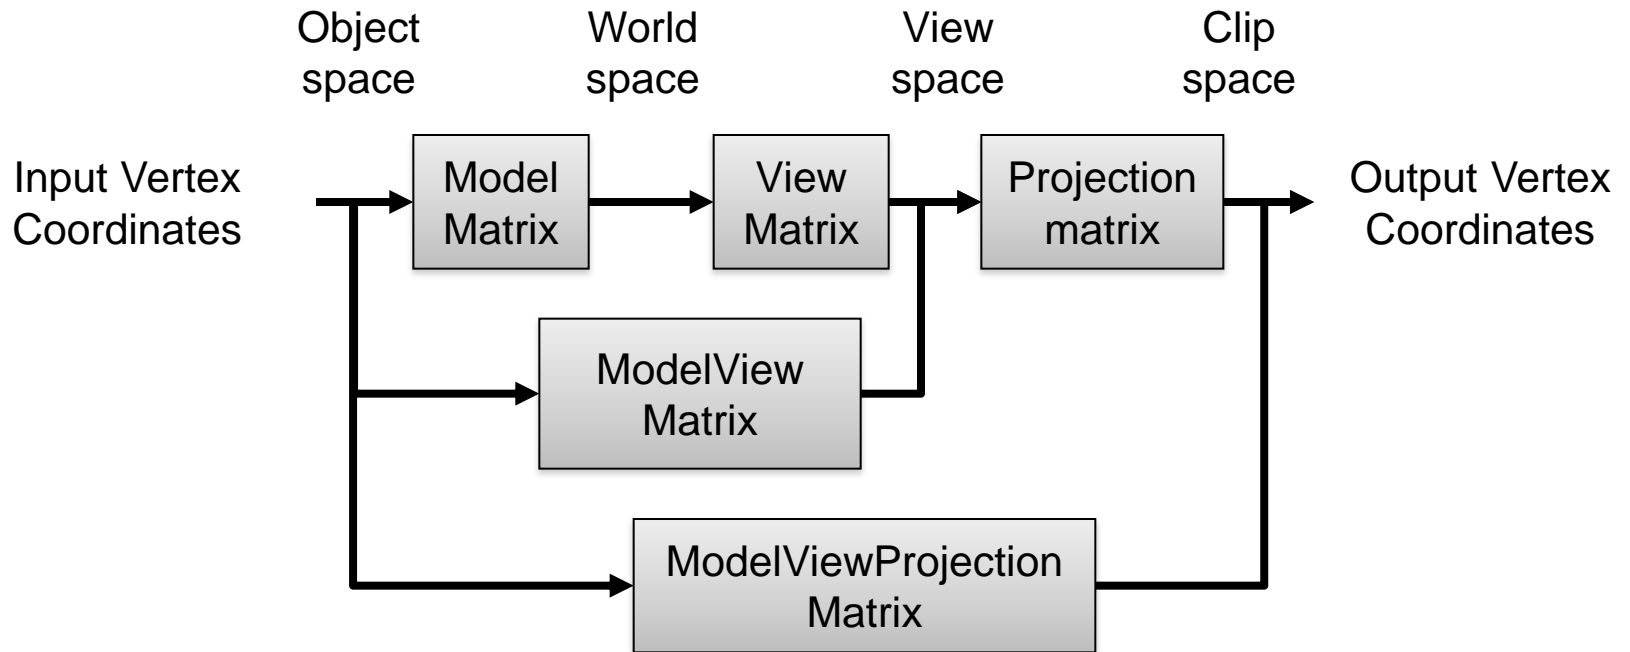 Object
space
World
space
View
space
Clip
space
Input Vertex
Coordinates
Model
Matrix
View
Matrix
Projection
matrix
Output Vertex
Coordinates
ModelView
Matrix
ModelViewProjection
Matrix